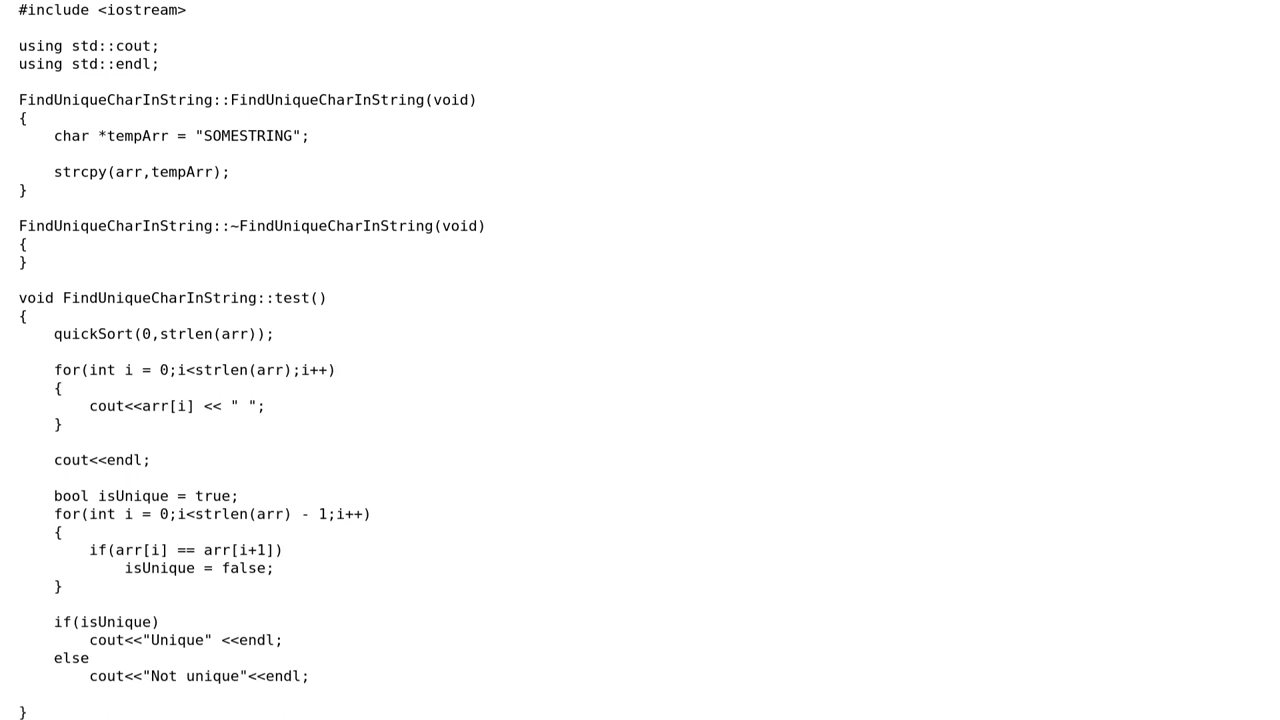 #include <iostream>

using std::cout;
using std::endl;

FindUniqueCharInString::FindUniqueCharInString(void)
{
    char *tempArr = "SOMESTRING";

    strcpy(arr,tempArr);
}

FindUniqueCharInString::~FindUniqueCharInString(void)
{
}

void FindUniqueCharInString::test()
{
    quickSort(0,strlen(arr));

    for(int i = 0;i<strlen(arr);i++)
    {
        cout<<arr[i] << " ";
    }

    cout<<endl;

    bool isUnique = true;
    for(int i = 0;i<strlen(arr) - 1;i++)
    {
        if(arr[i] == arr[i+1])
            isUnique = false;
    }

    if(isUnique)
        cout<<"Unique" <<endl;
    else
        cout<<"Not unique"<<endl;

}